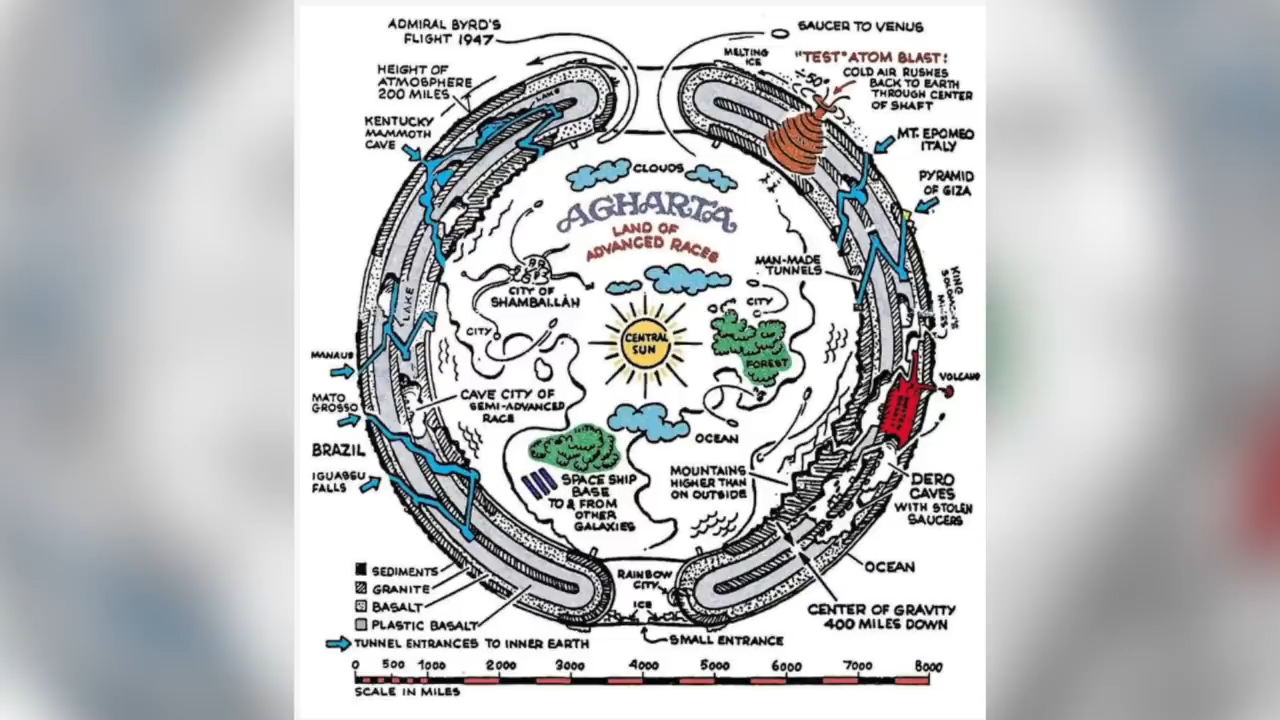 ADMIRAL BYRD'S
FLIGHT 1947
SAUCER TO VENUS
MELTING
ICE
"TEST" ATOM BLAST!
-50°
COLD AIR RUSHES
BACK TO EARTH
THROUGH CENTER
OF SHAFT
HEIGHT OF
ATMOSPHERE
200 MILES
KENTUCKY
MAMMOTH
CAVE
MT. EPOMEO
ITALY
PYRAMID
OF GIZA
CLOUDS
AGHARTA
LAND OF
ADVANCED RACES
MAN-MADE
TUNNELS
KING
SOLOMON'S
MINES
CITY OF
SHAMBALLAH
LAKE
CITY
CITY
CENTRAL
SUN
FOREST
MANAUS
MATO
GROSSO
BRAZIL
IGUASSU
FALLS
CAVE CITY OF
SEMI-ADVANCED
RACE
VOLCANO
OCEAN
MOUNTAINS
HIGHER THAN
ON OUTSIDE
SPACE SHIP
BASE
TO & FROM
OTHER
GALAXIES
DERO
CAVES
WITH STOLEN
SAUCERS
OCEAN
SEDIMENTS
GRANITE
BASALT
PLASTIC BASALT
RAINBOW
CITY
ICE
CENTER OF GRAVITY
400 MILES DOWN
TUNNEL ENTRANCES TO INNER EARTH
SMALL ENTRANCE
0 500 1000 2000 3000 4000 5000 6000 7000 8000
SCALE IN MILES